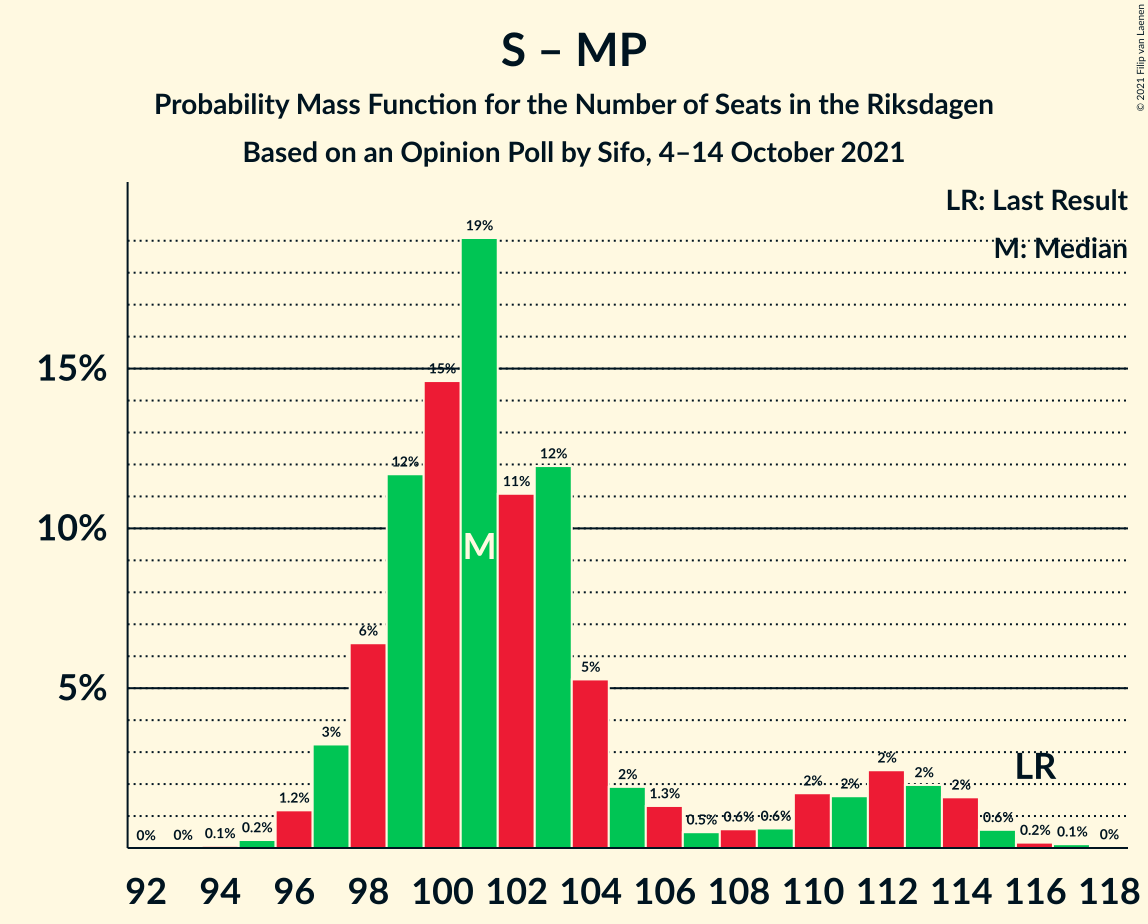 © 2021 Filip van Laenen
S – MP
Probability Mass Function for the Number of Seats in the Riksdagen
Based on an Opinion Poll by Sifo, 4–14 October 2021
LR: Last Result
M: Median
15%
10%
5%
0% 0% 0.1% 0.2% 1.2% 3% 6% 12% 15% 19% 11% 12% 5% 2% 1.3% 0.5% 0.6% 0.6% 2% 2% 2% 2% 2% 0.6% 0.2% 0.1% 0%
M
LR
92 94 96 98 100 102 104 106 108 110 112 114 116 118